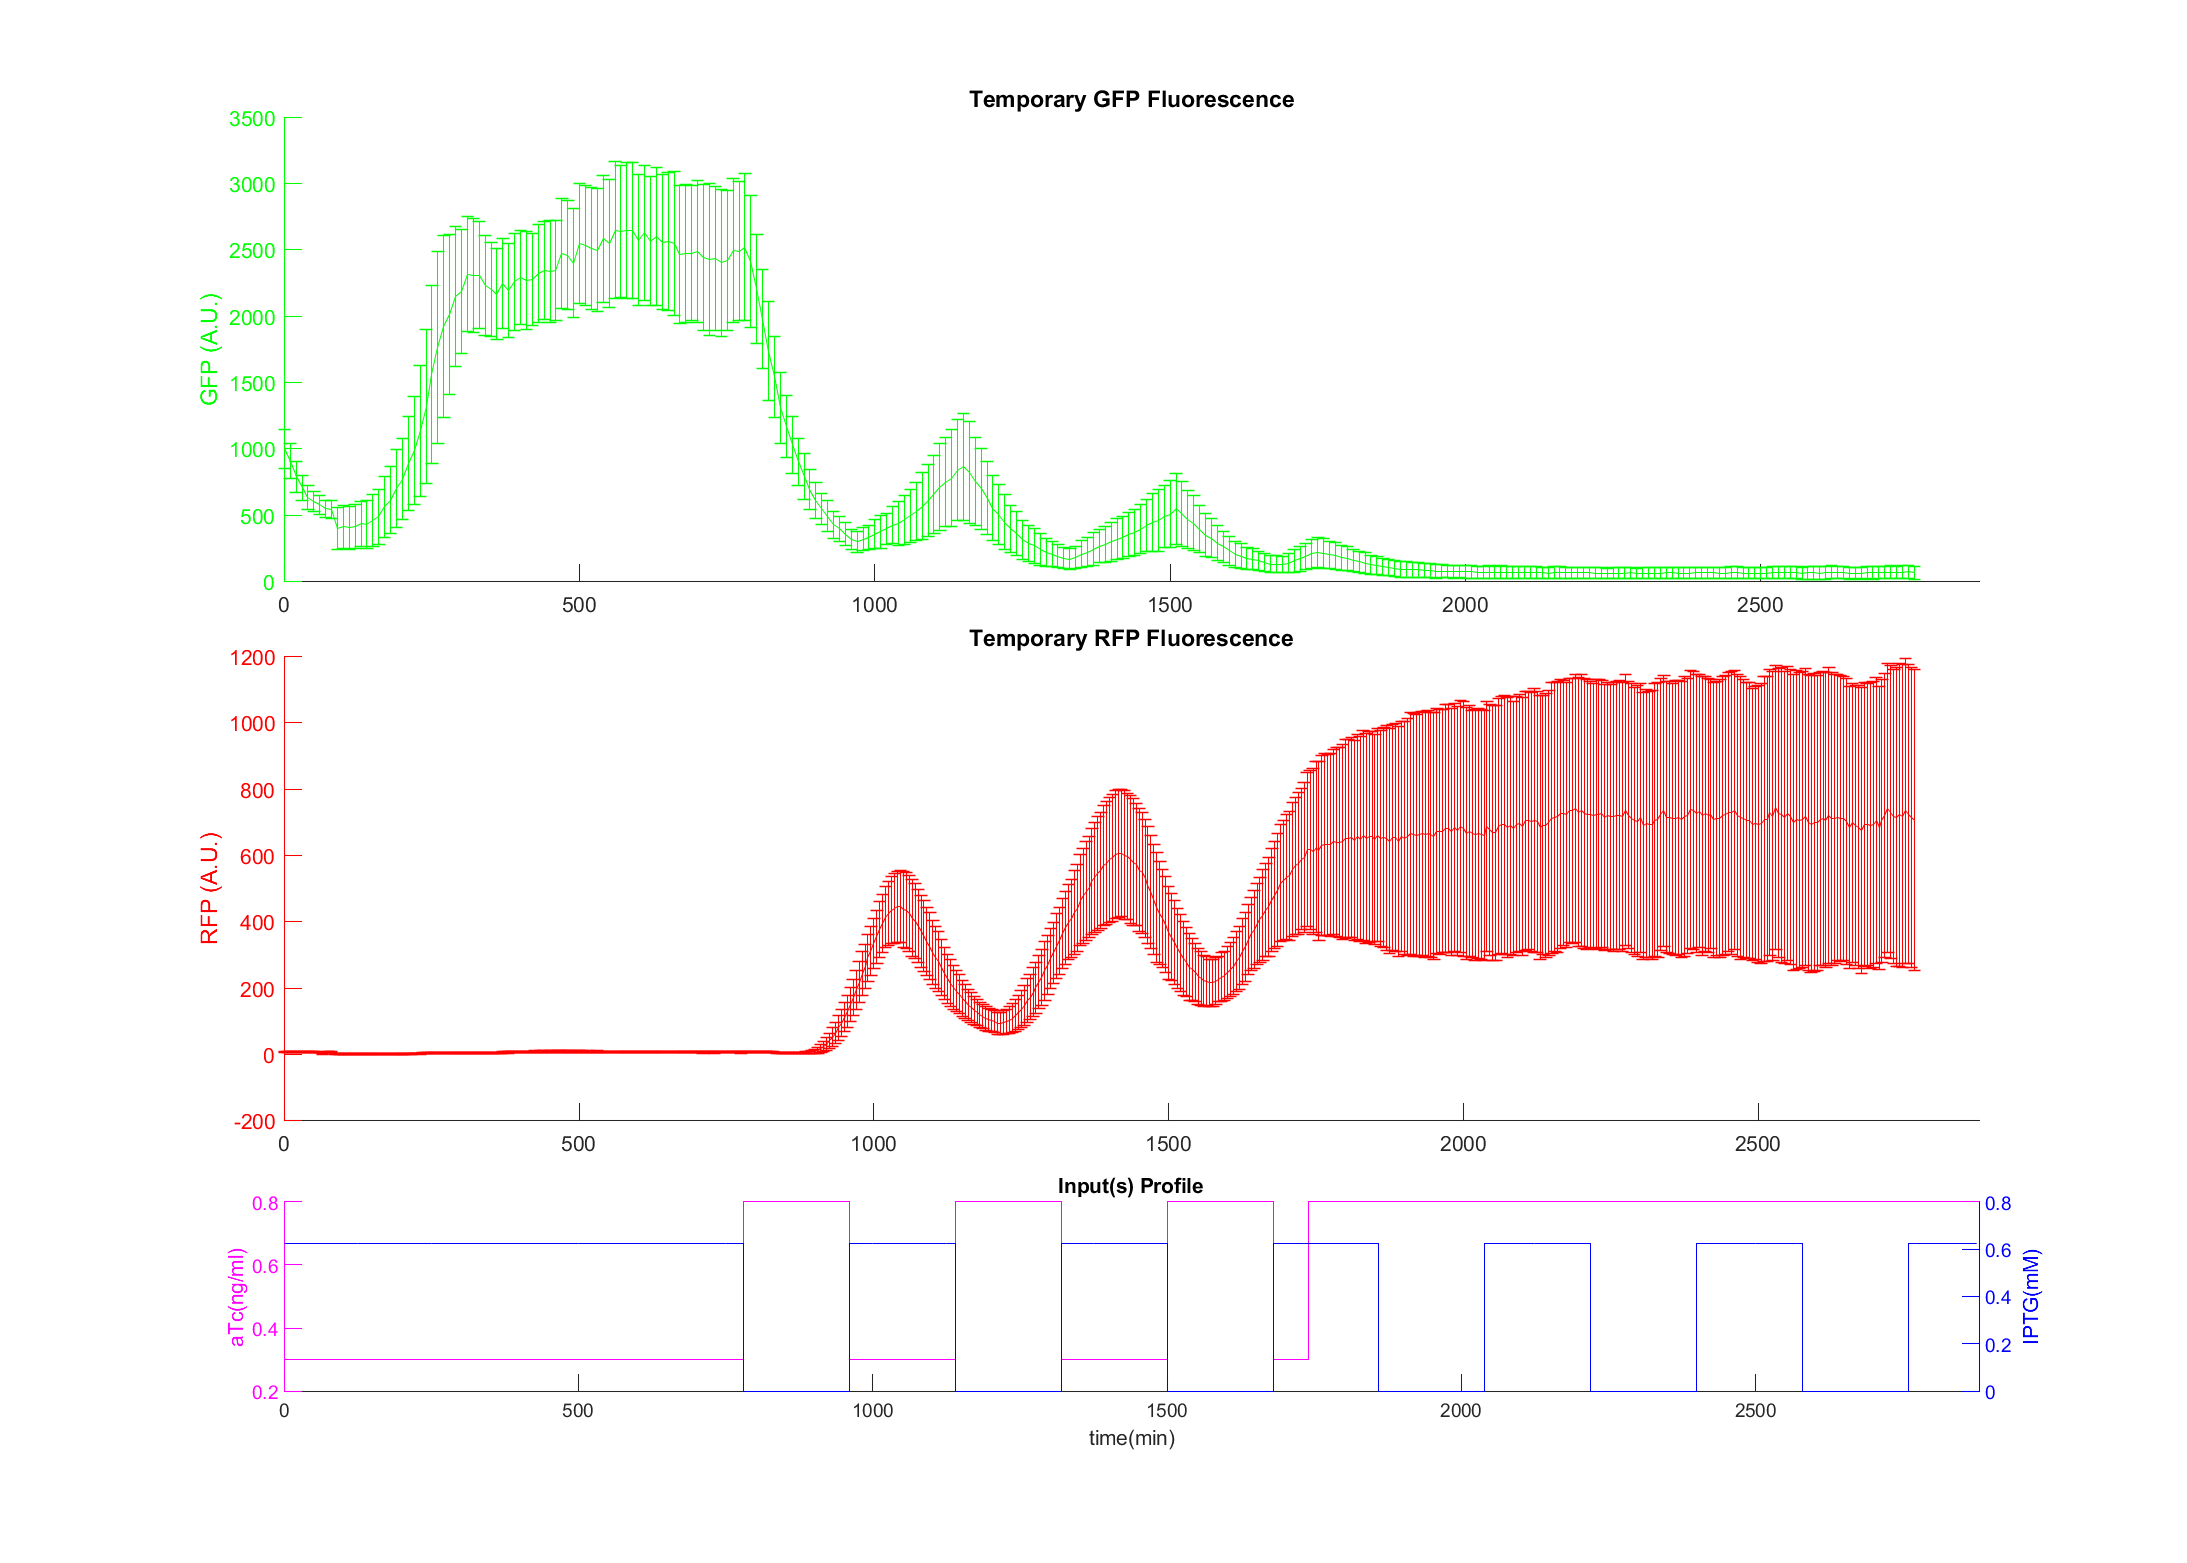 Temporary GFP Fluorescence
3500
3000
2500
2000
1500
1000
500
0
GFP (A.U.)
0 500 1000 1500 2000 2500
Temporary RFP Fluorescence
1200
1000
800
600
400
200
0
-200
RFP (A.U.)
0 500 1000 1500 2000 2500
Input(s) Profile
0.8
0.6
0.4
0.2
aTc(ng/ml)
0.8
0.6
0.4
0.2
0
IPTG(mM)
0 500 1000 1500 2000 2500
time(min)